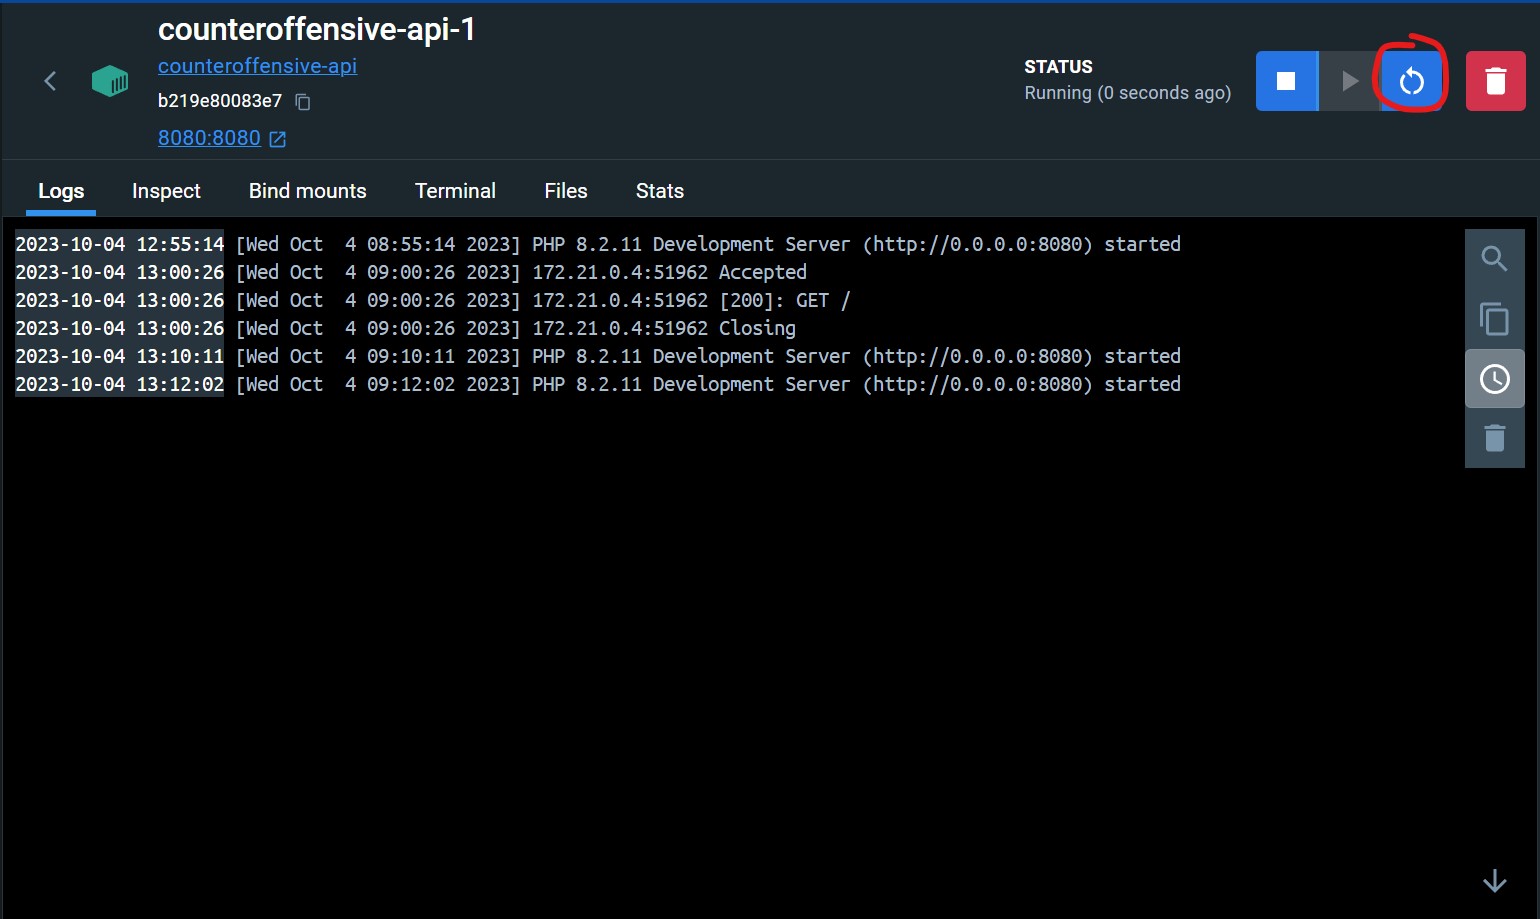 counteroffensive-api-1
counteroffensive-api
b219e80083e7
8080:8080
STATUS
Running (0 seconds ago)
Logs Inspect Bind mounts Terminal Files Stats
2023-10-04 12:55:14 [Wed Oct  4 08:55:14 2023] PHP 8.2.11 Development Server (http://0.0.0.0:8080) started
2023-10-04 13:00:26 [Wed Oct  4 09:00:26 2023] 172.21.0.4:51962 Accepted
2023-10-04 13:00:26 [Wed Oct  4 09:00:26 2023] 172.21.0.4:51962 [200]: GET /
2023-10-04 13:00:26 [Wed Oct  4 09:00:26 2023] 172.21.0.4:51962 Closing
2023-10-04 13:10:11 [Wed Oct  4 09:10:11 2023] PHP 8.2.11 Development Server (http://0.0.0.0:8080) started
2023-10-04 13:12:02 [Wed Oct  4 09:12:02 2023] PHP 8.2.11 Development Server (http://0.0.0.0:8080) started